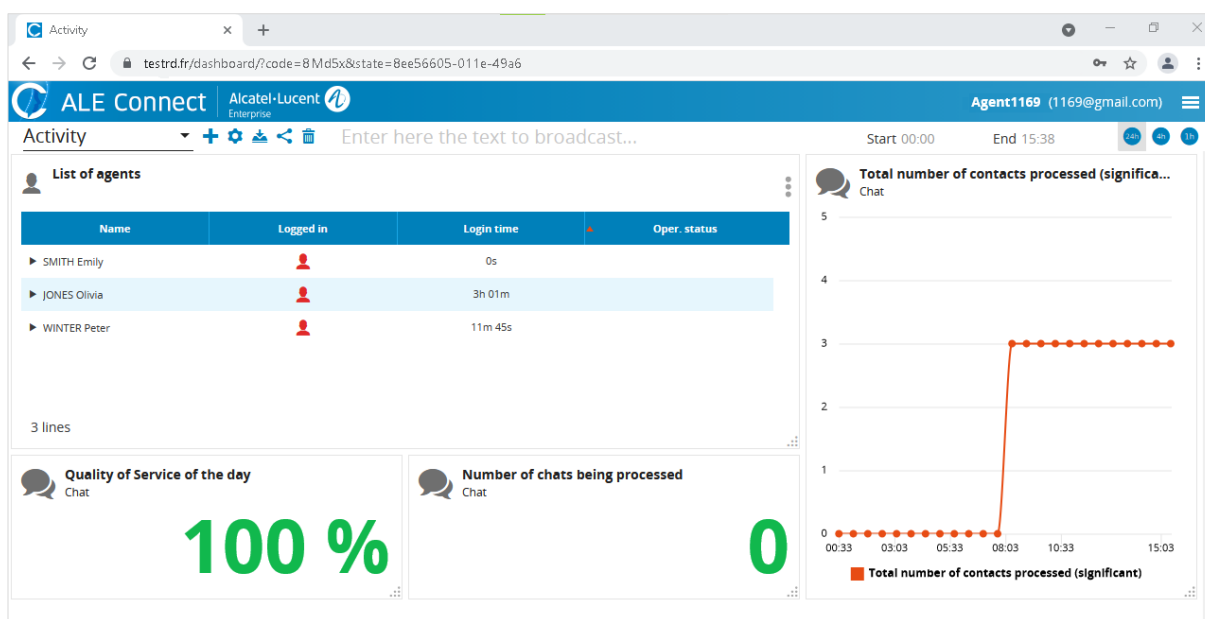 Activity
testrd.fr/dashboard/?code=8Md5x&state=8ee56605-011e-49a6
ALE Connect Alcatel·Lucent Enterprise Agent1169 (1169@gmail.com)
Activity Enter here the text to broadcast... Start 00:00 End 15:38 24h 4h 1h
List of agents
Name Logged in Login time Oper. status
SMITH Emily 0s
JONES Olivia 3h 01m
WINTER Peter 11m 45s
3 lines
Quality of Service of the day
Chat
100 %
Number of chats being processed
Chat
0
Total number of contacts processed (significa...
Chat
5
4
3
2
1
0
00:33 03:03 05:33 08:03 10:33 15:03
Total number of contacts processed (significant)